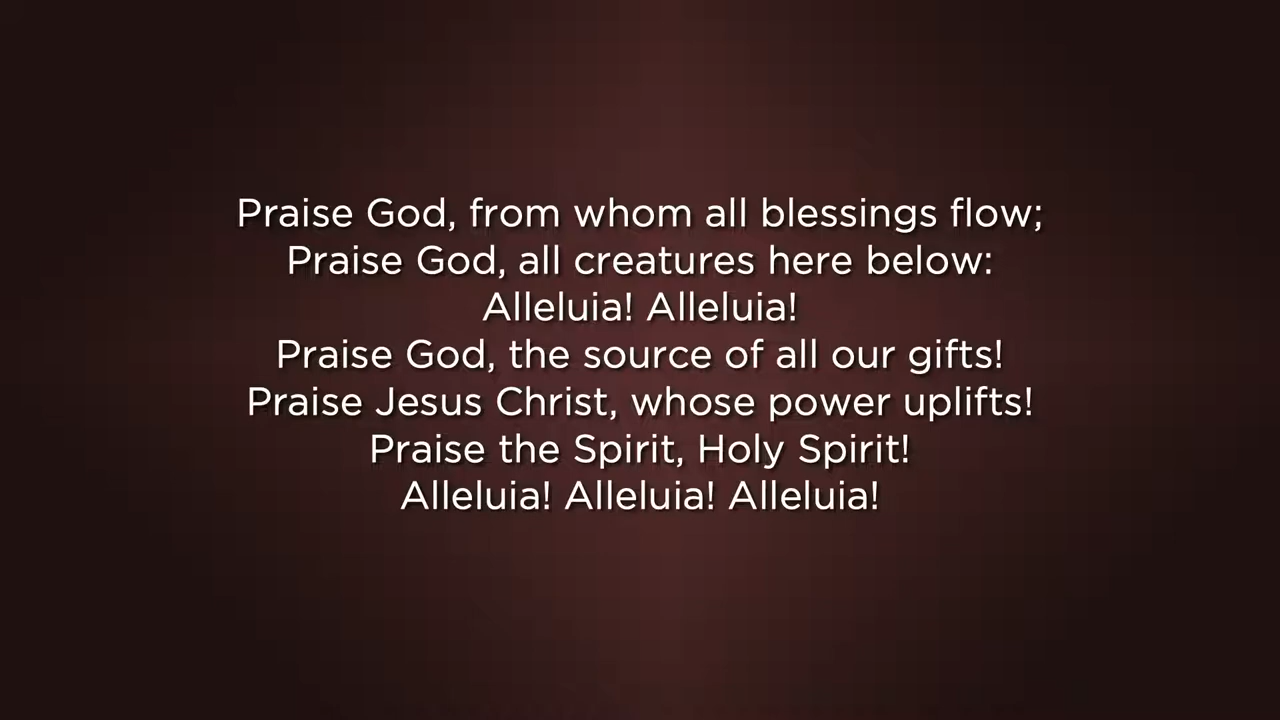 Praise God, from whom all blessings flow;
Praise God, all creatures here below:
Alleluia! Alleluia!
Praise God, the source of all our gifts!
Praise Jesus Christ, whose power uplifts!
Praise the Spirit, Holy Spirit!
Alleluia! Alleluia! Alleluia!